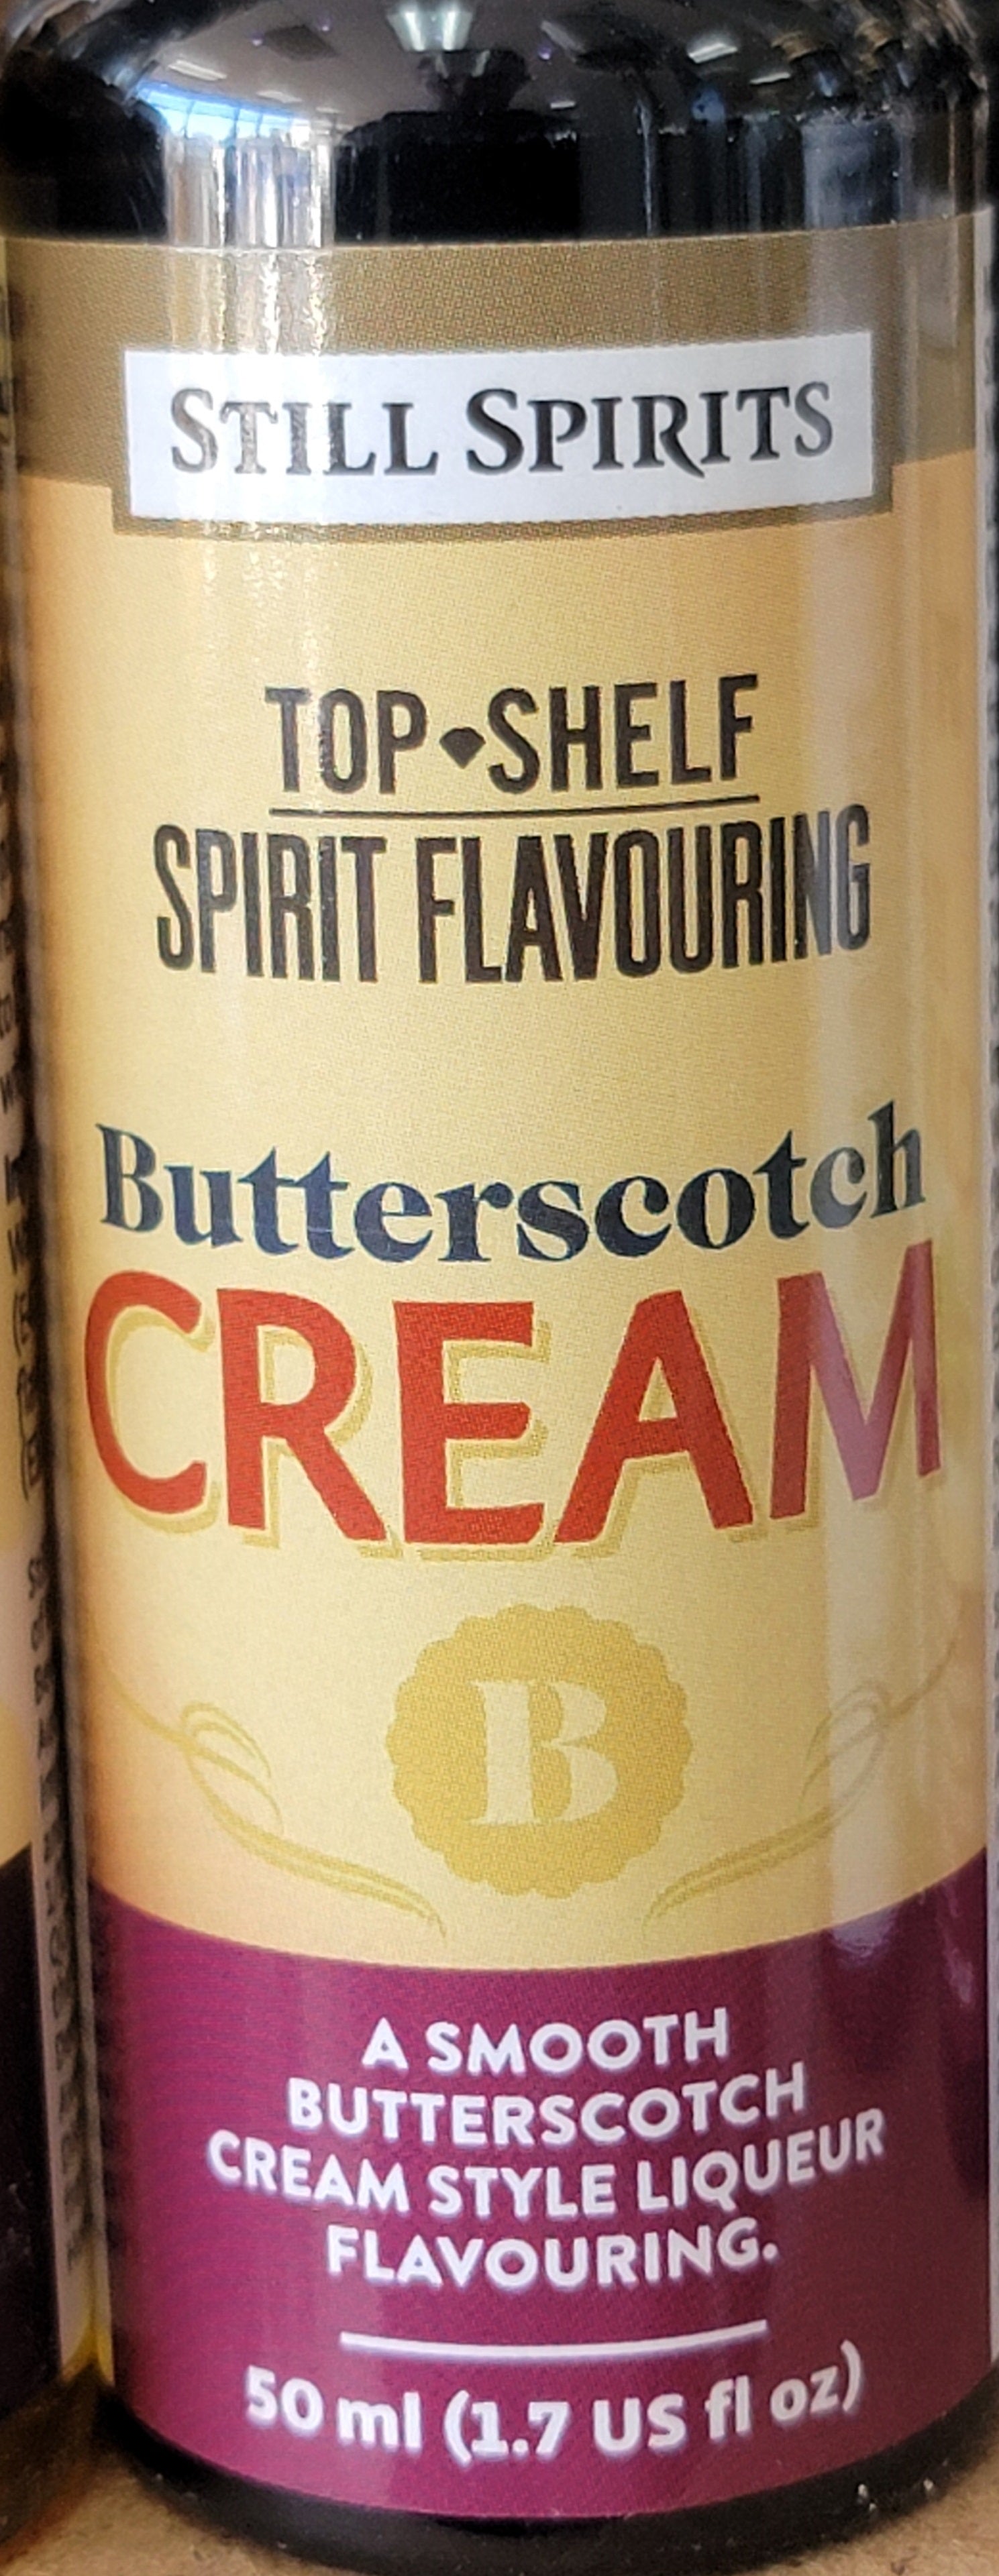 STILL SPIRITS
TOP◆SHELF
SPIRIT FLAVOURING
Butterscotch
CREAM
B
A SMOOTH
BUTTERSCOTCH
CREAM STYLE LIQUEUR
FLAVOURING.
50 ml (1.7 US fl oz)